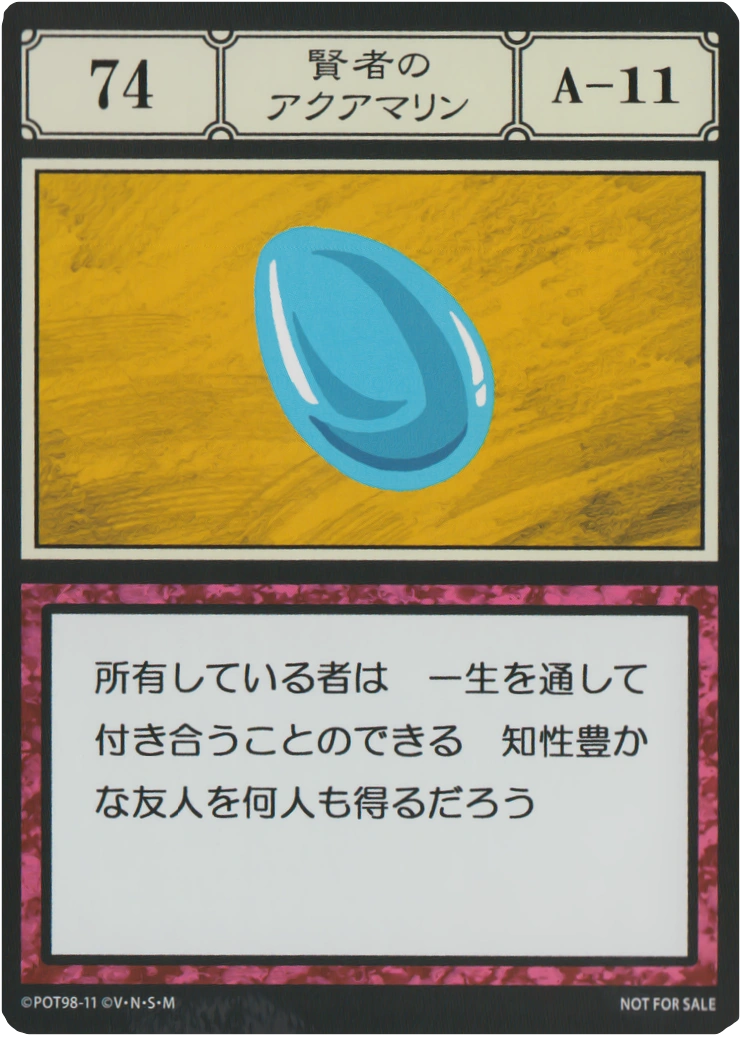 74
賢者の
アクアマリン
A-11
所有している者は　一生を通して
付き合うことのできる　知性豊か
な友人を何人も得るだろう
©POT98-11 ©V・N・S・M
NOT FOR SALE